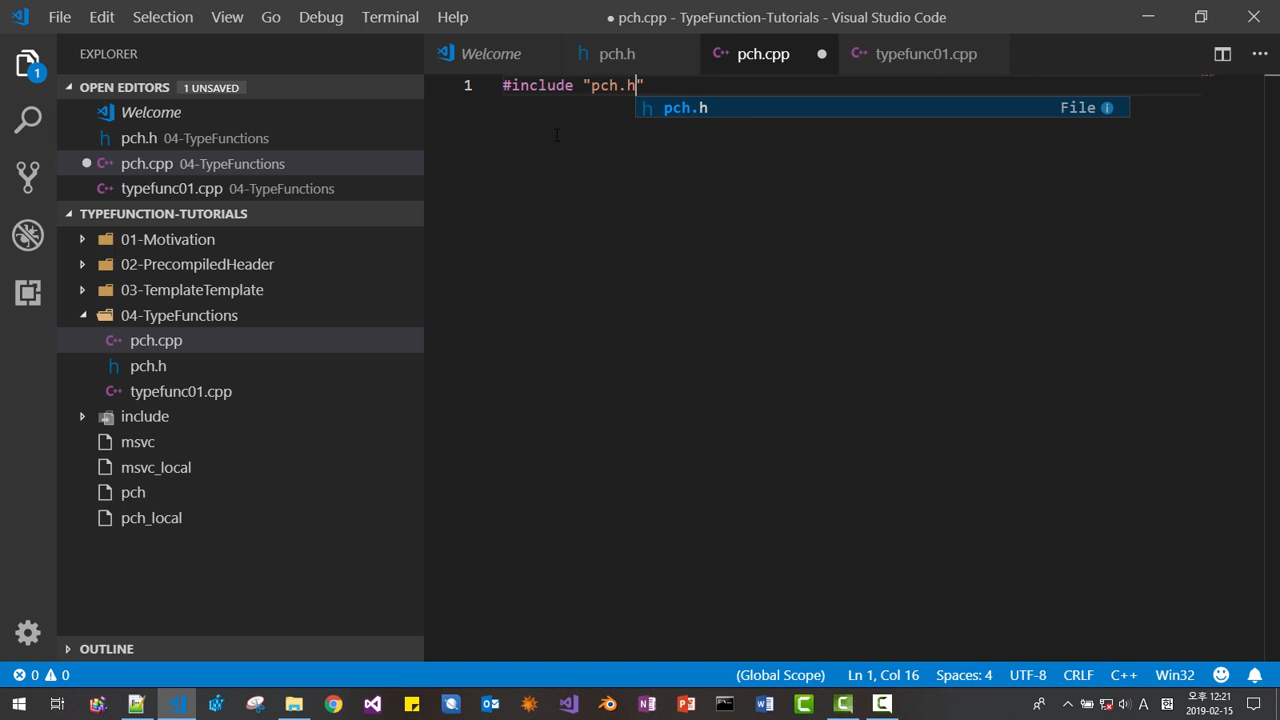 File Edit Selection View Go Debug Terminal Help ● pch.cpp - TypeFunction-Tutorials - Visual Studio Code
EXPLORER
Welcome pch.h pch.cpp typefunc01.cpp
1
OPEN EDITORS 1 UNSAVED
Welcome
pch.h 04-TypeFunctions
pch.cpp 04-TypeFunctions
typefunc01.cpp 04-TypeFunctions
TYPEFUNCTION-TUTORIALS
01-Motivation
02-PrecompiledHeader
03-TemplateTemplate
04-TypeFunctions
pch.cpp
pch.h
typefunc01.cpp
include
msvc
msvc_local
pch
pch_local
OUTLINE
1 #include "pch.h"
pch.h File
0 0 (Global Scope) Ln 1, Col 16 Spaces: 4 UTF-8 CRLF C++ Win32
A 오후 12:21
2019-02-15